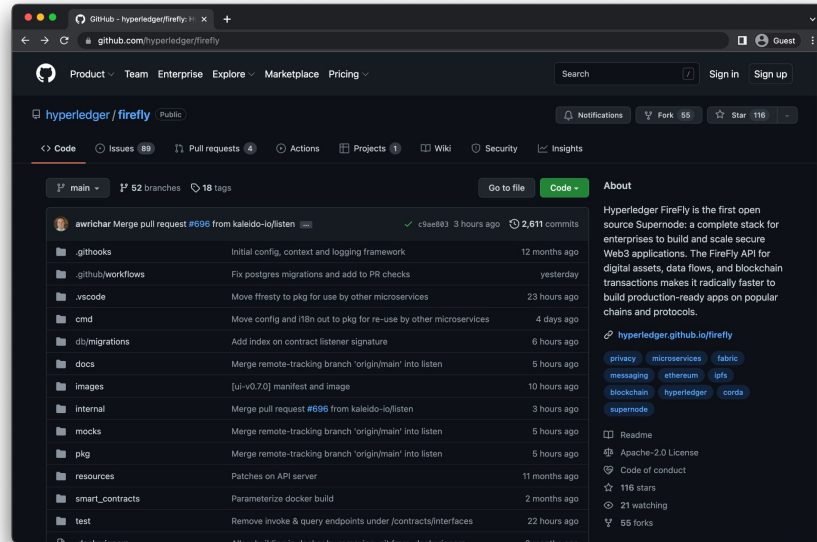 GitHub - hyperledger/firefly: H
github.com/hyperledger/firefly
Guest
Product Team Enterprise Explore Marketplace Pricing
Search /
Sign in Sign up
hyperledger / firefly Public
Notifications Fork 55 Star 116
Code Issues 89 Pull requests 4 Actions Projects 1 Wiki Security Insights
main 52 branches 18 tags
Go to file Code
awrichar Merge pull request #696 from kaleido-io/listen ... c9ae803 3 hours ago 2,611 commits
.githooks Initial config, context and logging framework 12 months ago
.github/workflows Fix postgres migrations and add to PR checks yesterday
.vscode Move ffresty to pkg for use by other microservices 23 hours ago
cmd Move config and i18n out to pkg for re-use by other microservices 4 days ago
db/migrations Add index on contract listener signature 6 hours ago
docs Merge remote-tracking branch 'origin/main' into listen 5 hours ago
images [ui-v0.7.0] manifest and image 10 hours ago
internal Merge pull request #696 from kaleido-io/listen 3 hours ago
mocks Merge remote-tracking branch 'origin/main' into listen 5 hours ago
pkg Merge remote-tracking branch 'origin/main' into listen 5 hours ago
resources Patches on API server 11 months ago
smart_contracts Parameterize docker build 2 months ago
test Remove invoke & query endpoints under /contracts/interfaces 22 hours ago
About
Hyperledger FireFly is the first open
source Supernode: a complete stack for
enterprises to build and scale secure
Web3 applications. The FireFly API for
digital assets, data flows, and blockchain
transactions makes it radically faster to
build production-ready apps on popular
chains and protocols.
hyperledger.github.io/firefly
privacy microservices fabric
messaging ethereum ipfs
blockchain hyperledger corda
supernode
Readme
Apache-2.0 License
Code of conduct
116 stars
21 watching
55 forks